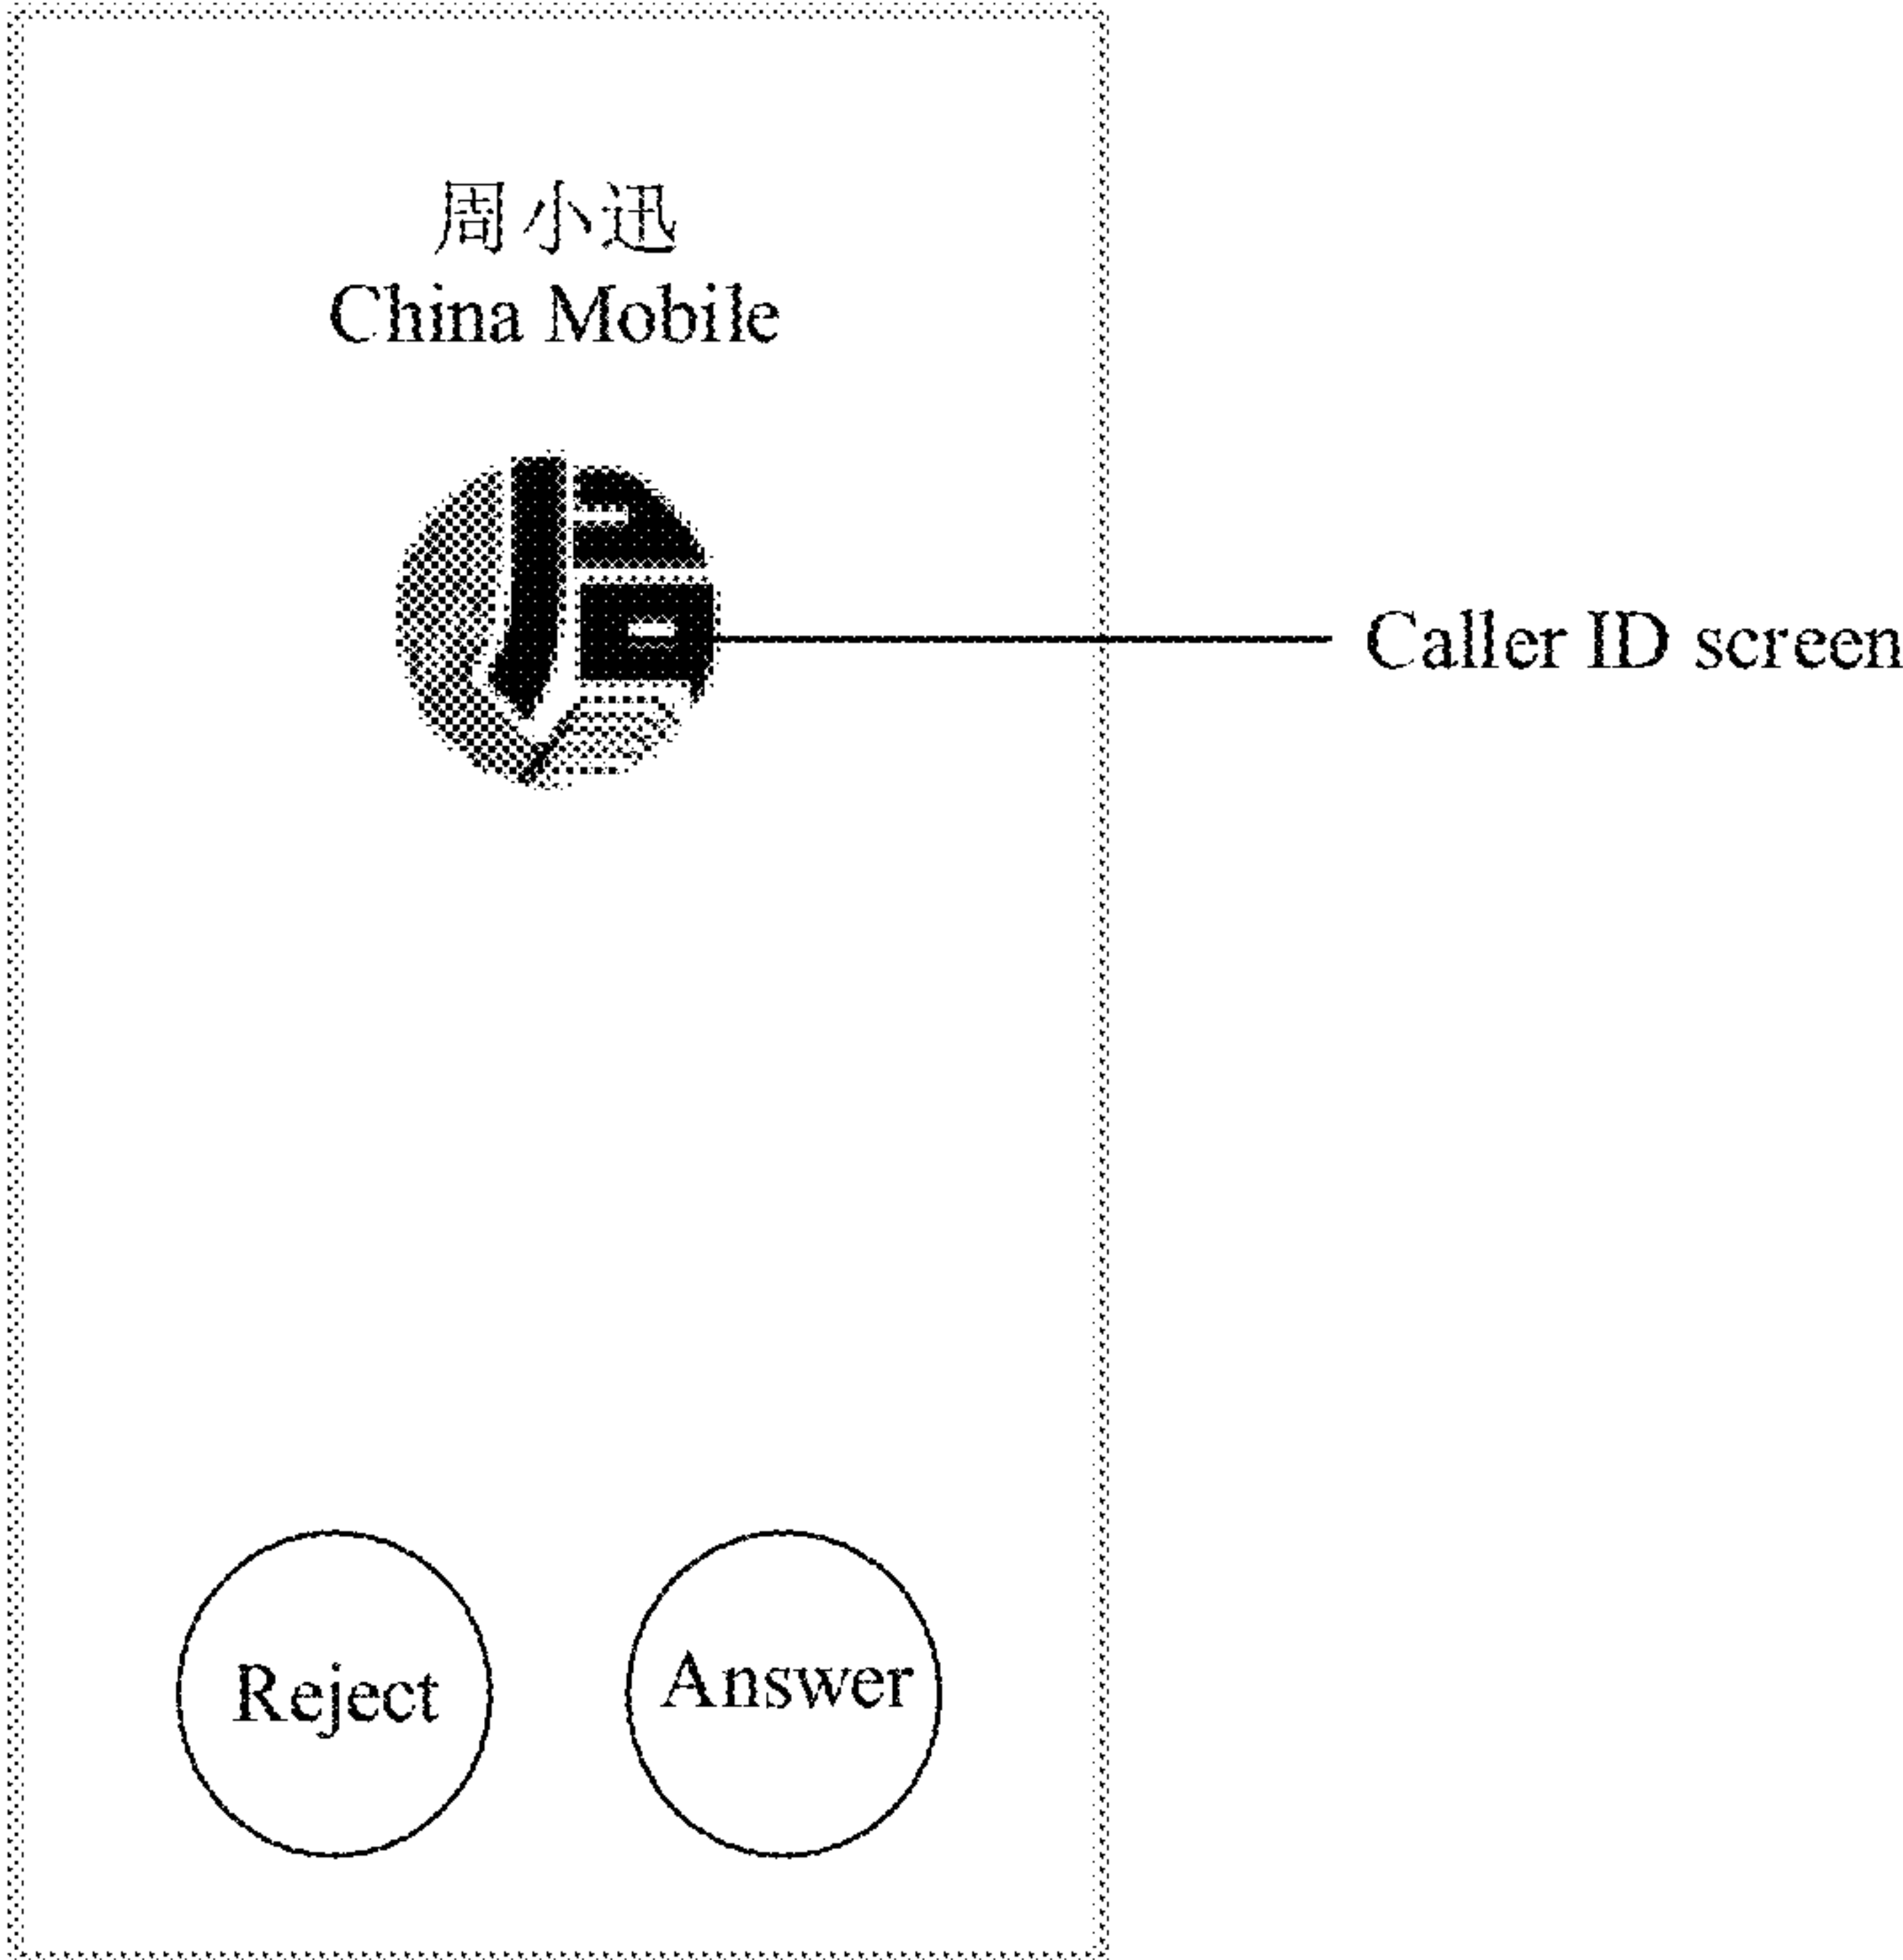 周小迅
China Mobile
Caller ID screen
Reject
Answer